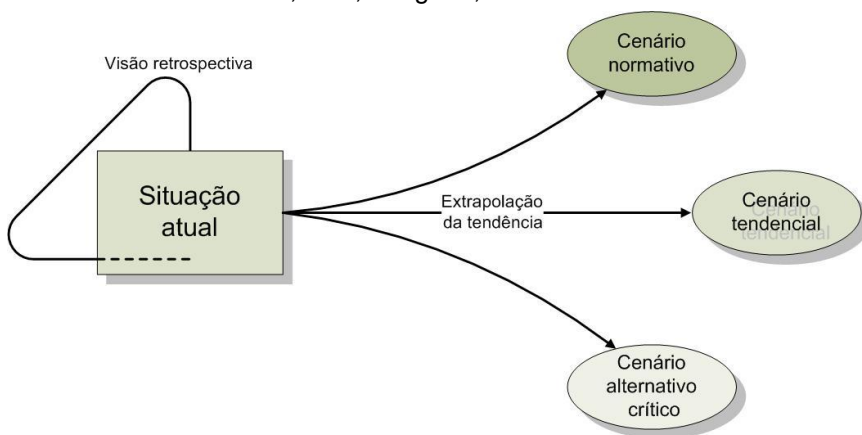 Cenário
normativo
Visão retrospectiva
Situação
atual
Extrapolação
da tendência
Cenário
tendencial
Cenário
alternativo
crítico